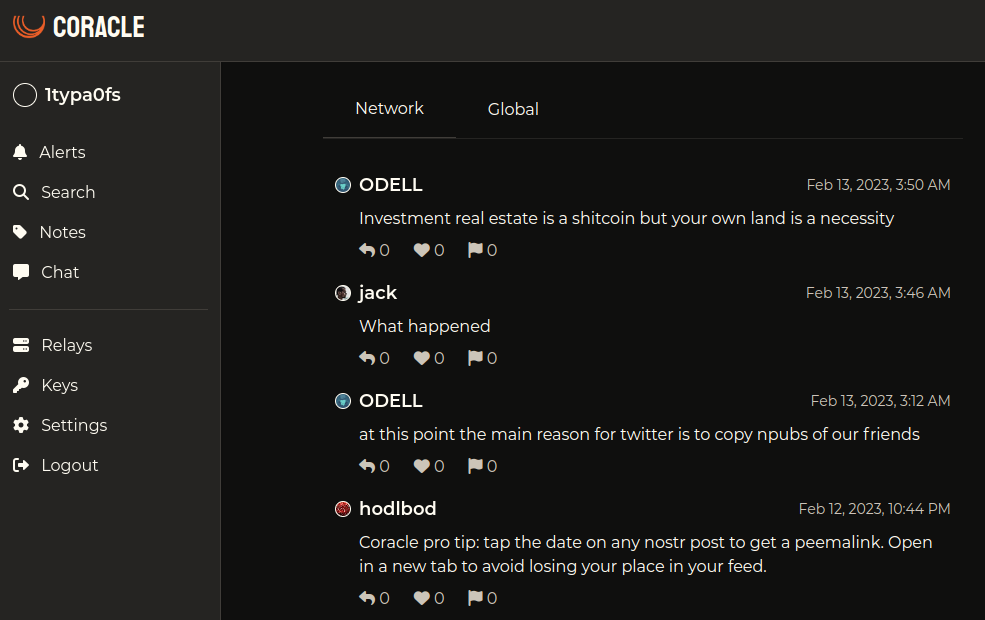 CORACLE
1typa0fs
Alerts
Search
Notes
Chat
Relays
Keys
Settings
Logout
Network Global
ODELL Feb 13, 2023, 3:50 AM
Investment real estate is a shitcoin but your own land is a necessity
0 0 0
jack Feb 13, 2023, 3:46 AM
What happened
0 0 0
ODELL Feb 13, 2023, 3:12 AM
at this point the main reason for twitter is to copy npubs of our friends
0 0 0
hodlbod Feb 12, 2023, 10:44 PM
Coracle pro tip: tap the date on any nostr post to get a peemalink. Open
in a new tab to avoid losing your place in your feed.
0 0 0